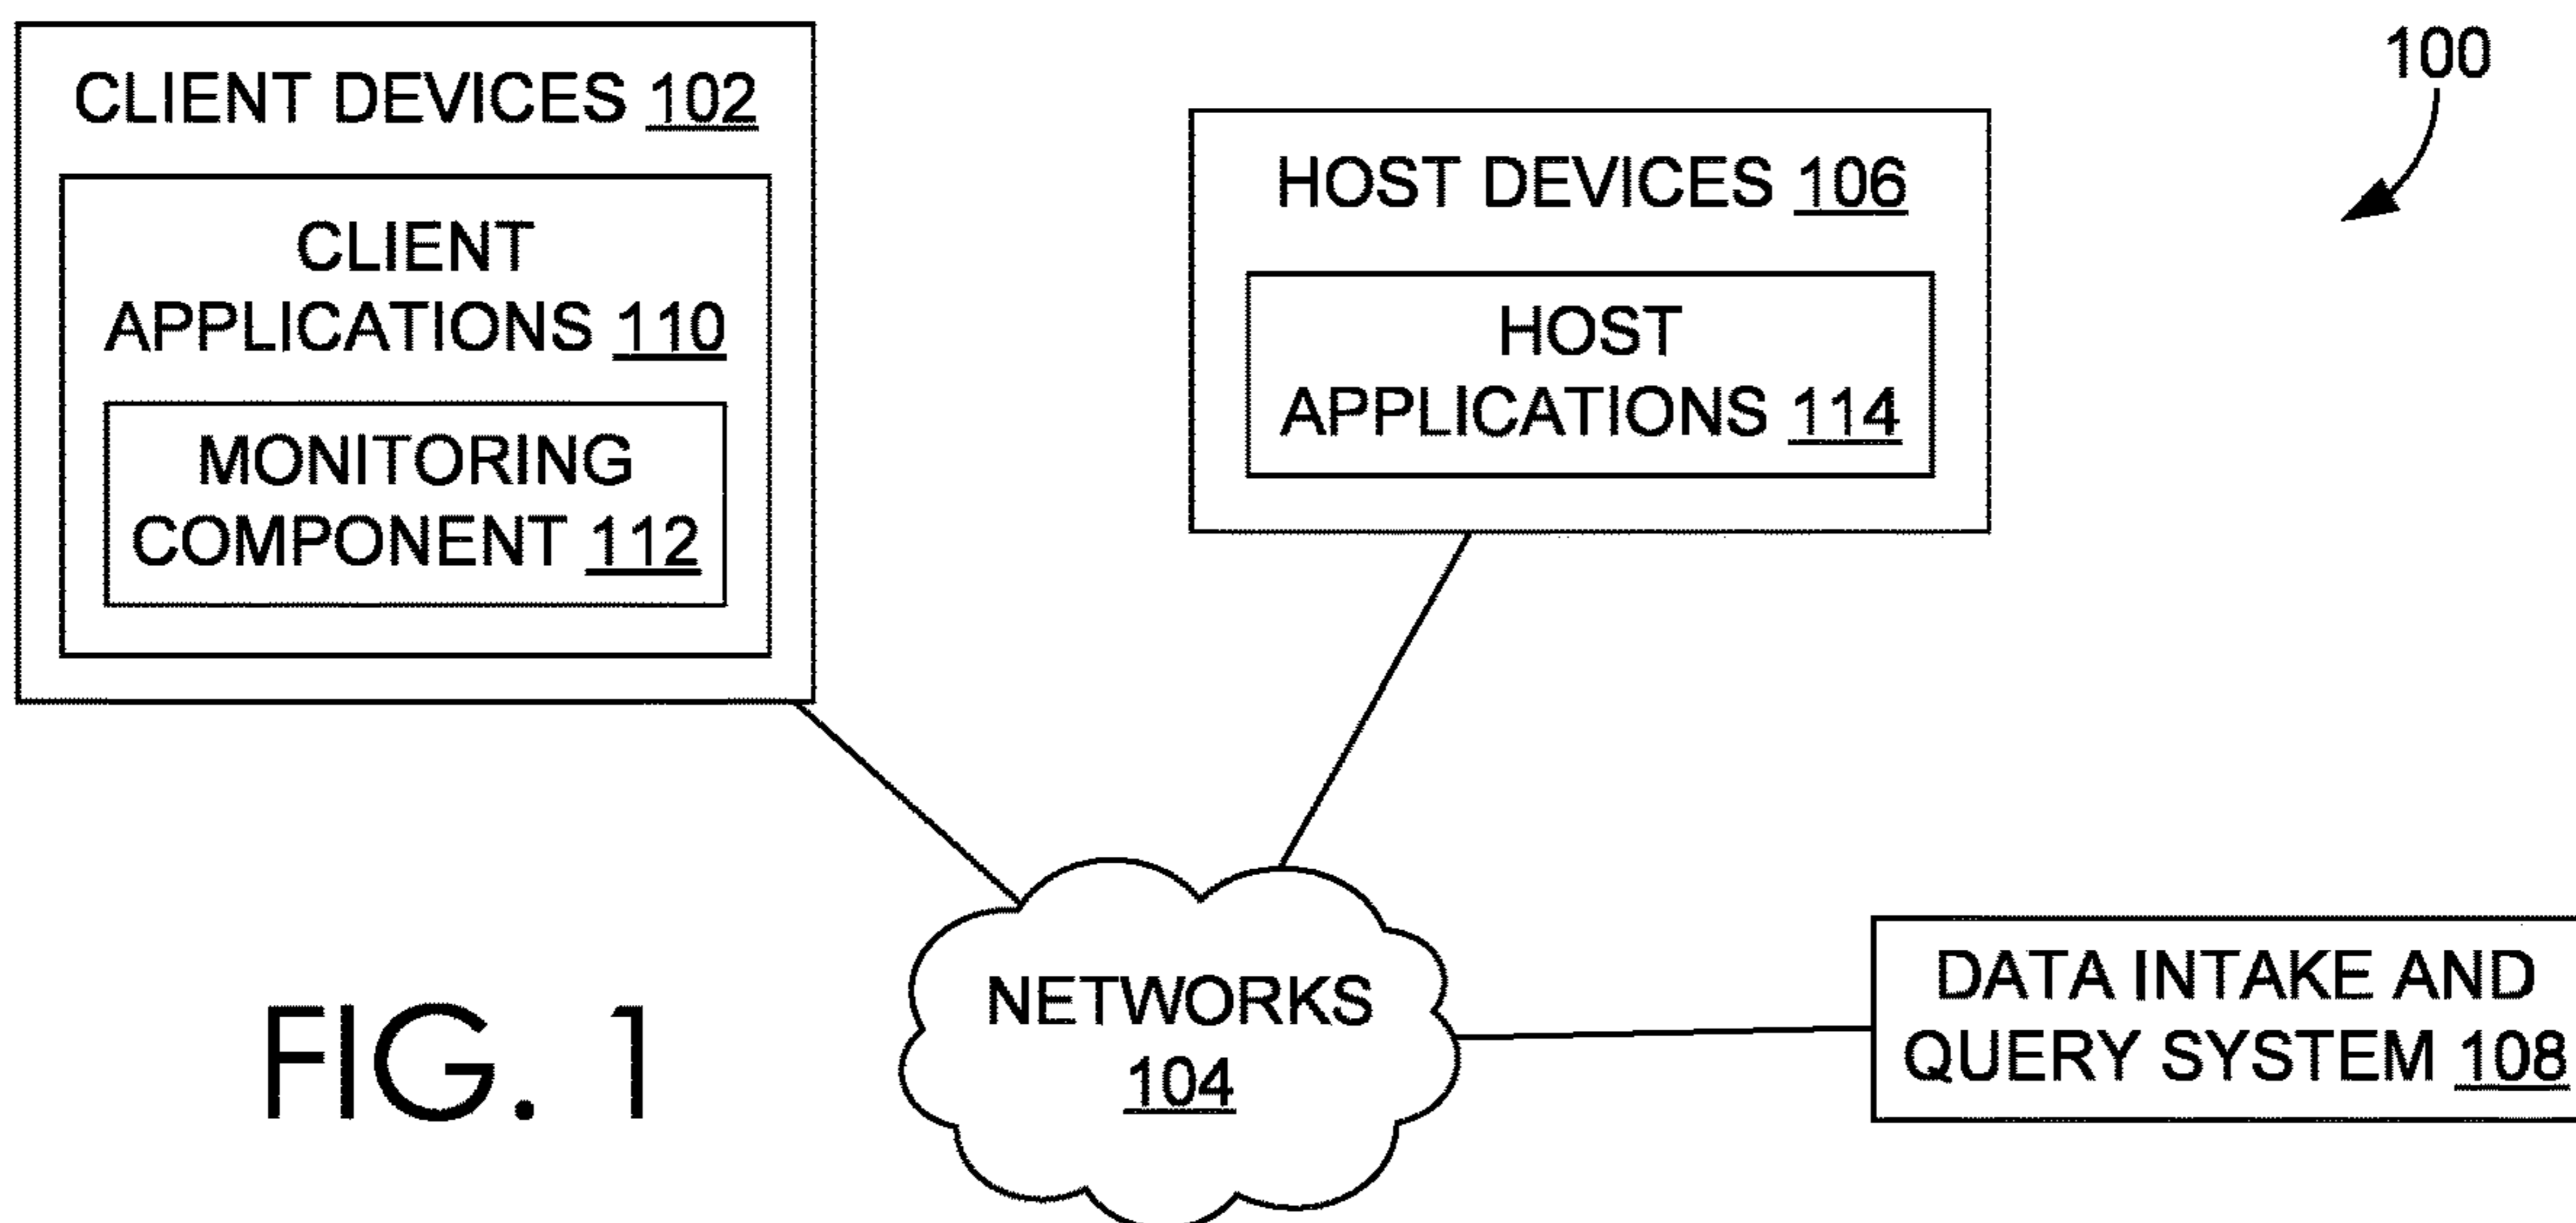 CLIENT DEVICES 102
CLIENT
APPLICATIONS 110
MONITORING
COMPONENT 112
HOST DEVICES 106
HOST
APPLICATIONS 114
100
NETWORKS
104
DATA INTAKE AND
QUERY SYSTEM 108
FIG. 1